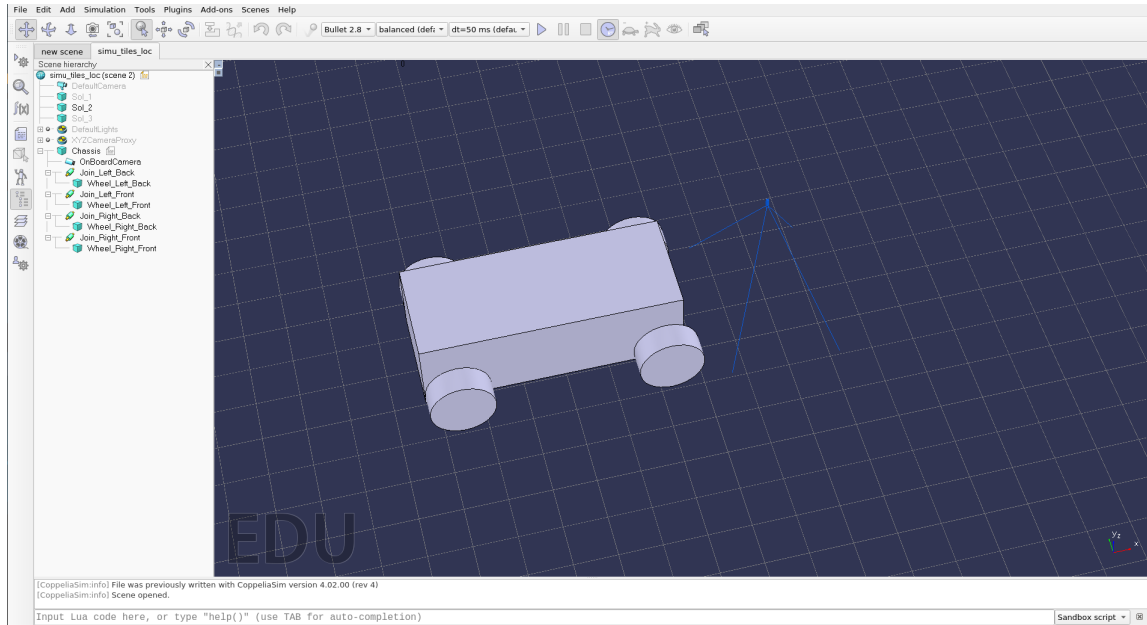 File Edit Add Simulation Tools Plugins Add-ons Scenes Help
Bullet 2.8 balanced (defa dt=50 ms (defau
new scene simu_tiles_loc
f(x)
Scene hierarchy
simu_tiles_loc (scene 2)
DefaultCamera
Sol_1
Sol_2
Sol_3
DefaultLights
XYZCameraProxy
Chassis
OnBoardCamera
Join_Left_Back
Wheel_Left_Back
Join_Left_Front
Wheel_Left_Front
Join_Right_Back
Wheel_Right_Back
Join_Right_Front
Wheel_Right_Front
EDU
y z x
[CoppeliaSim:info] File was previously written with CoppeliaSim version 4.02.00 (rev 4)
[CoppeliaSim:info] Scene opened.
Input Lua code here, or type "help()" (use TAB for auto-completion)
Sandbox script